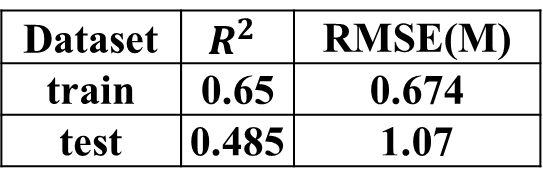 Dataset R² RMSE(M)
train 0.65 0.674
test 0.485 1.07